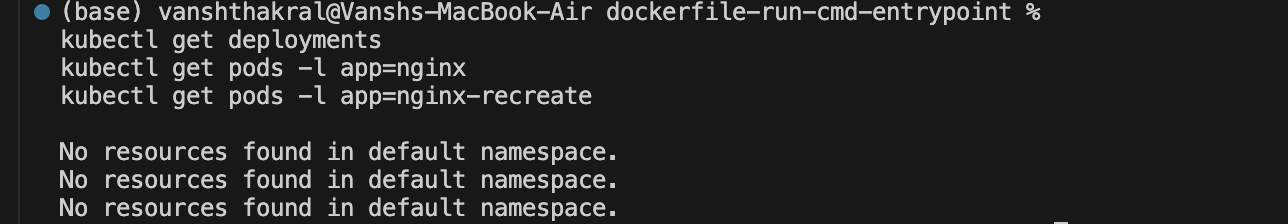 (base) vanshthakral@Vanshs-MacBook-Air dockerfile-run-cmd-entrypoint %
kubectl get deployments
kubectl get pods -l app=nginx
kubectl get pods -l app=nginx-recreate
No resources found in default namespace.
No resources found in default namespace.
No resources found in default namespace.